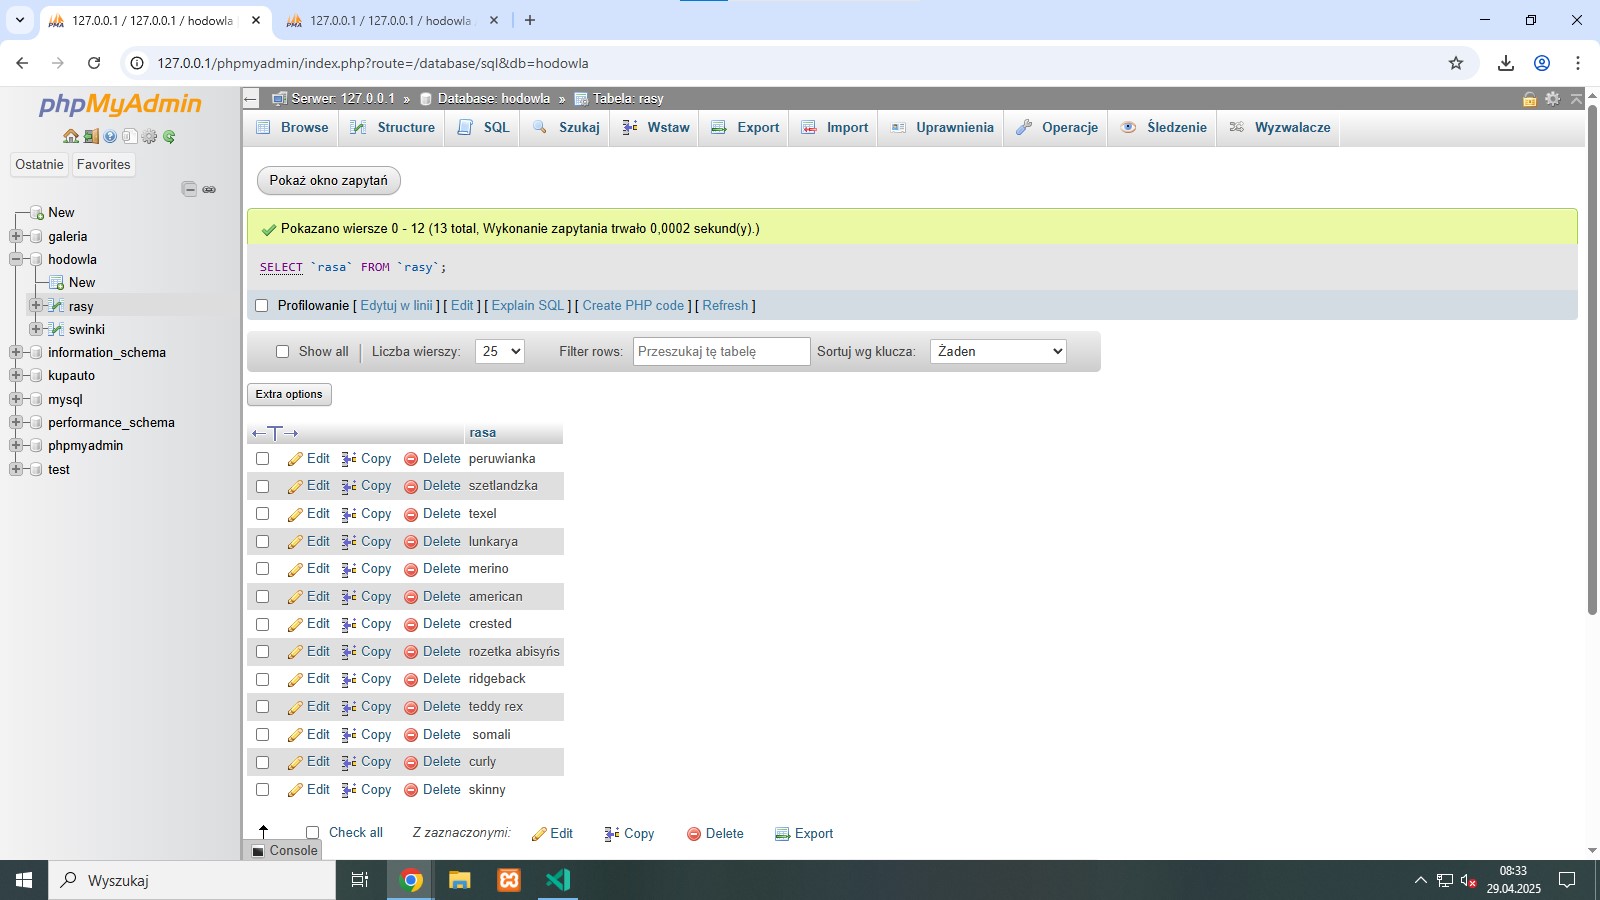 127.0.0.1 / 127.0.0.1 / hodowla
127.0.0.1 / 127.0.0.1 / hodowla
127.0.0.1/phpmyadmin/index.php?route=/database/sql&db=hodowla
phpMyAdmin
Ostatnie Favorites
New
galeria
hodowla
New
rasy
swinki
information_schema
kupauto
mysql
performance_schema
phpmyadmin
test
Serwer: 127.0.0.1 » Database: hodowla » Tabela: rasy
Browse Structure SQL Szukaj Wstaw Export Import Uprawnienia Operacje Śledzenie Wyzwalacze
Pokaż okno zapytań
Pokazano wiersze 0 - 12 (13 total, Wykonanie zapytania trwało 0,0002 sekund(y).)
SELECT `rasa` FROM `rasy`;
Profilowanie [ Edytuj w linii ] [ Edit ] [ Explain SQL ] [ Create PHP code ] [ Refresh ]
Show all Liczba wierszy: 25 Filter rows: Przeszukaj tę tabelę Sortuj wg klucza: Żaden
Extra options
rasa
Edit Copy Delete peruwianka
Edit Copy Delete szetlandzka
Edit Copy Delete texel
Edit Copy Delete lunkarya
Edit Copy Delete merino
Edit Copy Delete american
Edit Copy Delete crested
Edit Copy Delete rozetka abisyńs
Edit Copy Delete ridgeback
Edit Copy Delete teddy rex
Edit Copy Delete somali
Edit Copy Delete curly
Edit Copy Delete skinny
Check all Z zaznaczonymi: Edit Copy Delete Export
Console
Wyszukaj
08:33
29.04.2025